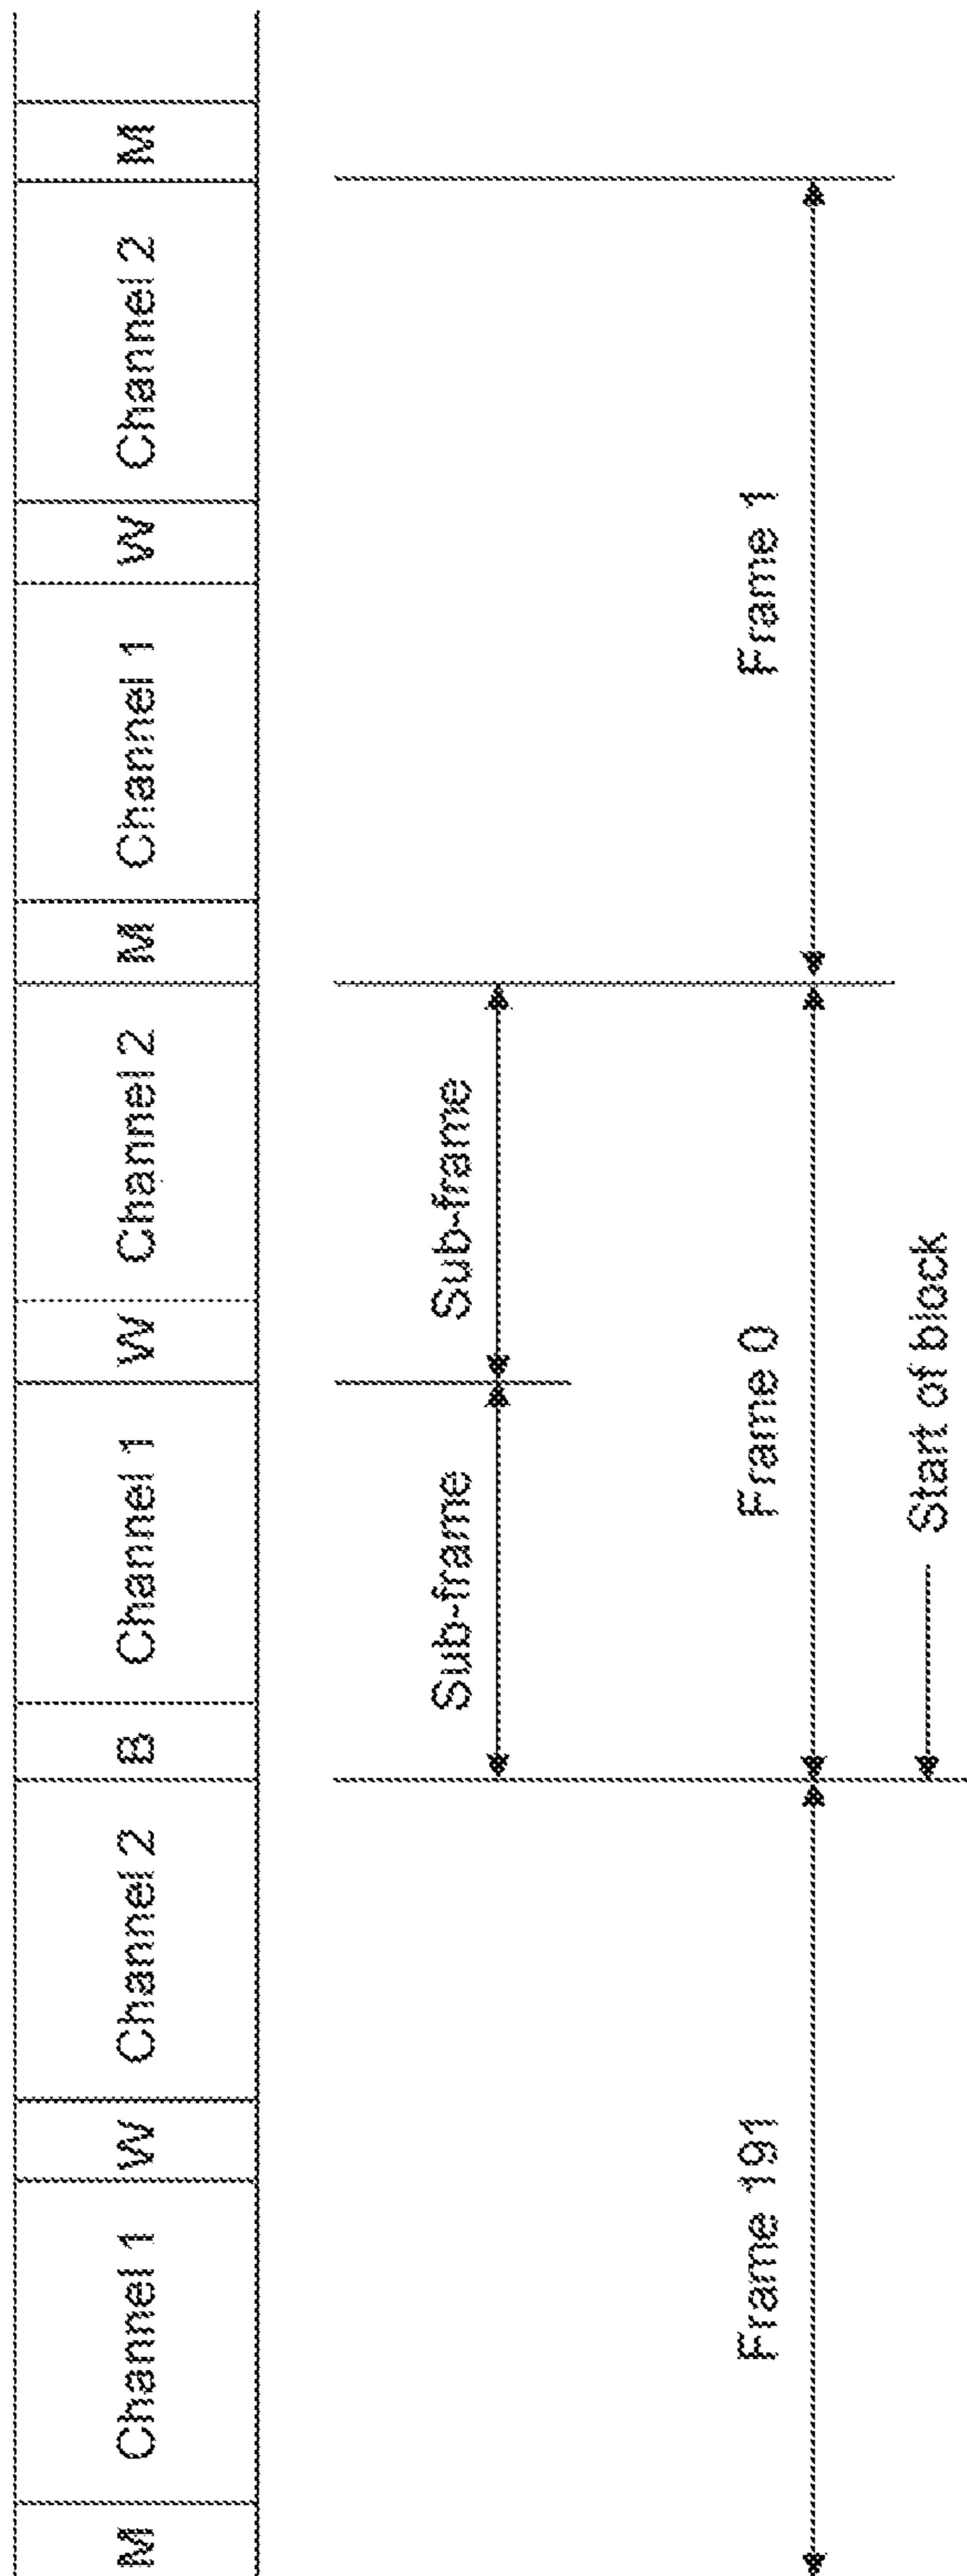 M Channel 1 W Channel 2 B Channel 1 W Channel 2 M Channel 1 W Channel 2 M
Sub-frame Sub-frame
Frame 191 Frame 0 Frame 1
Start of block